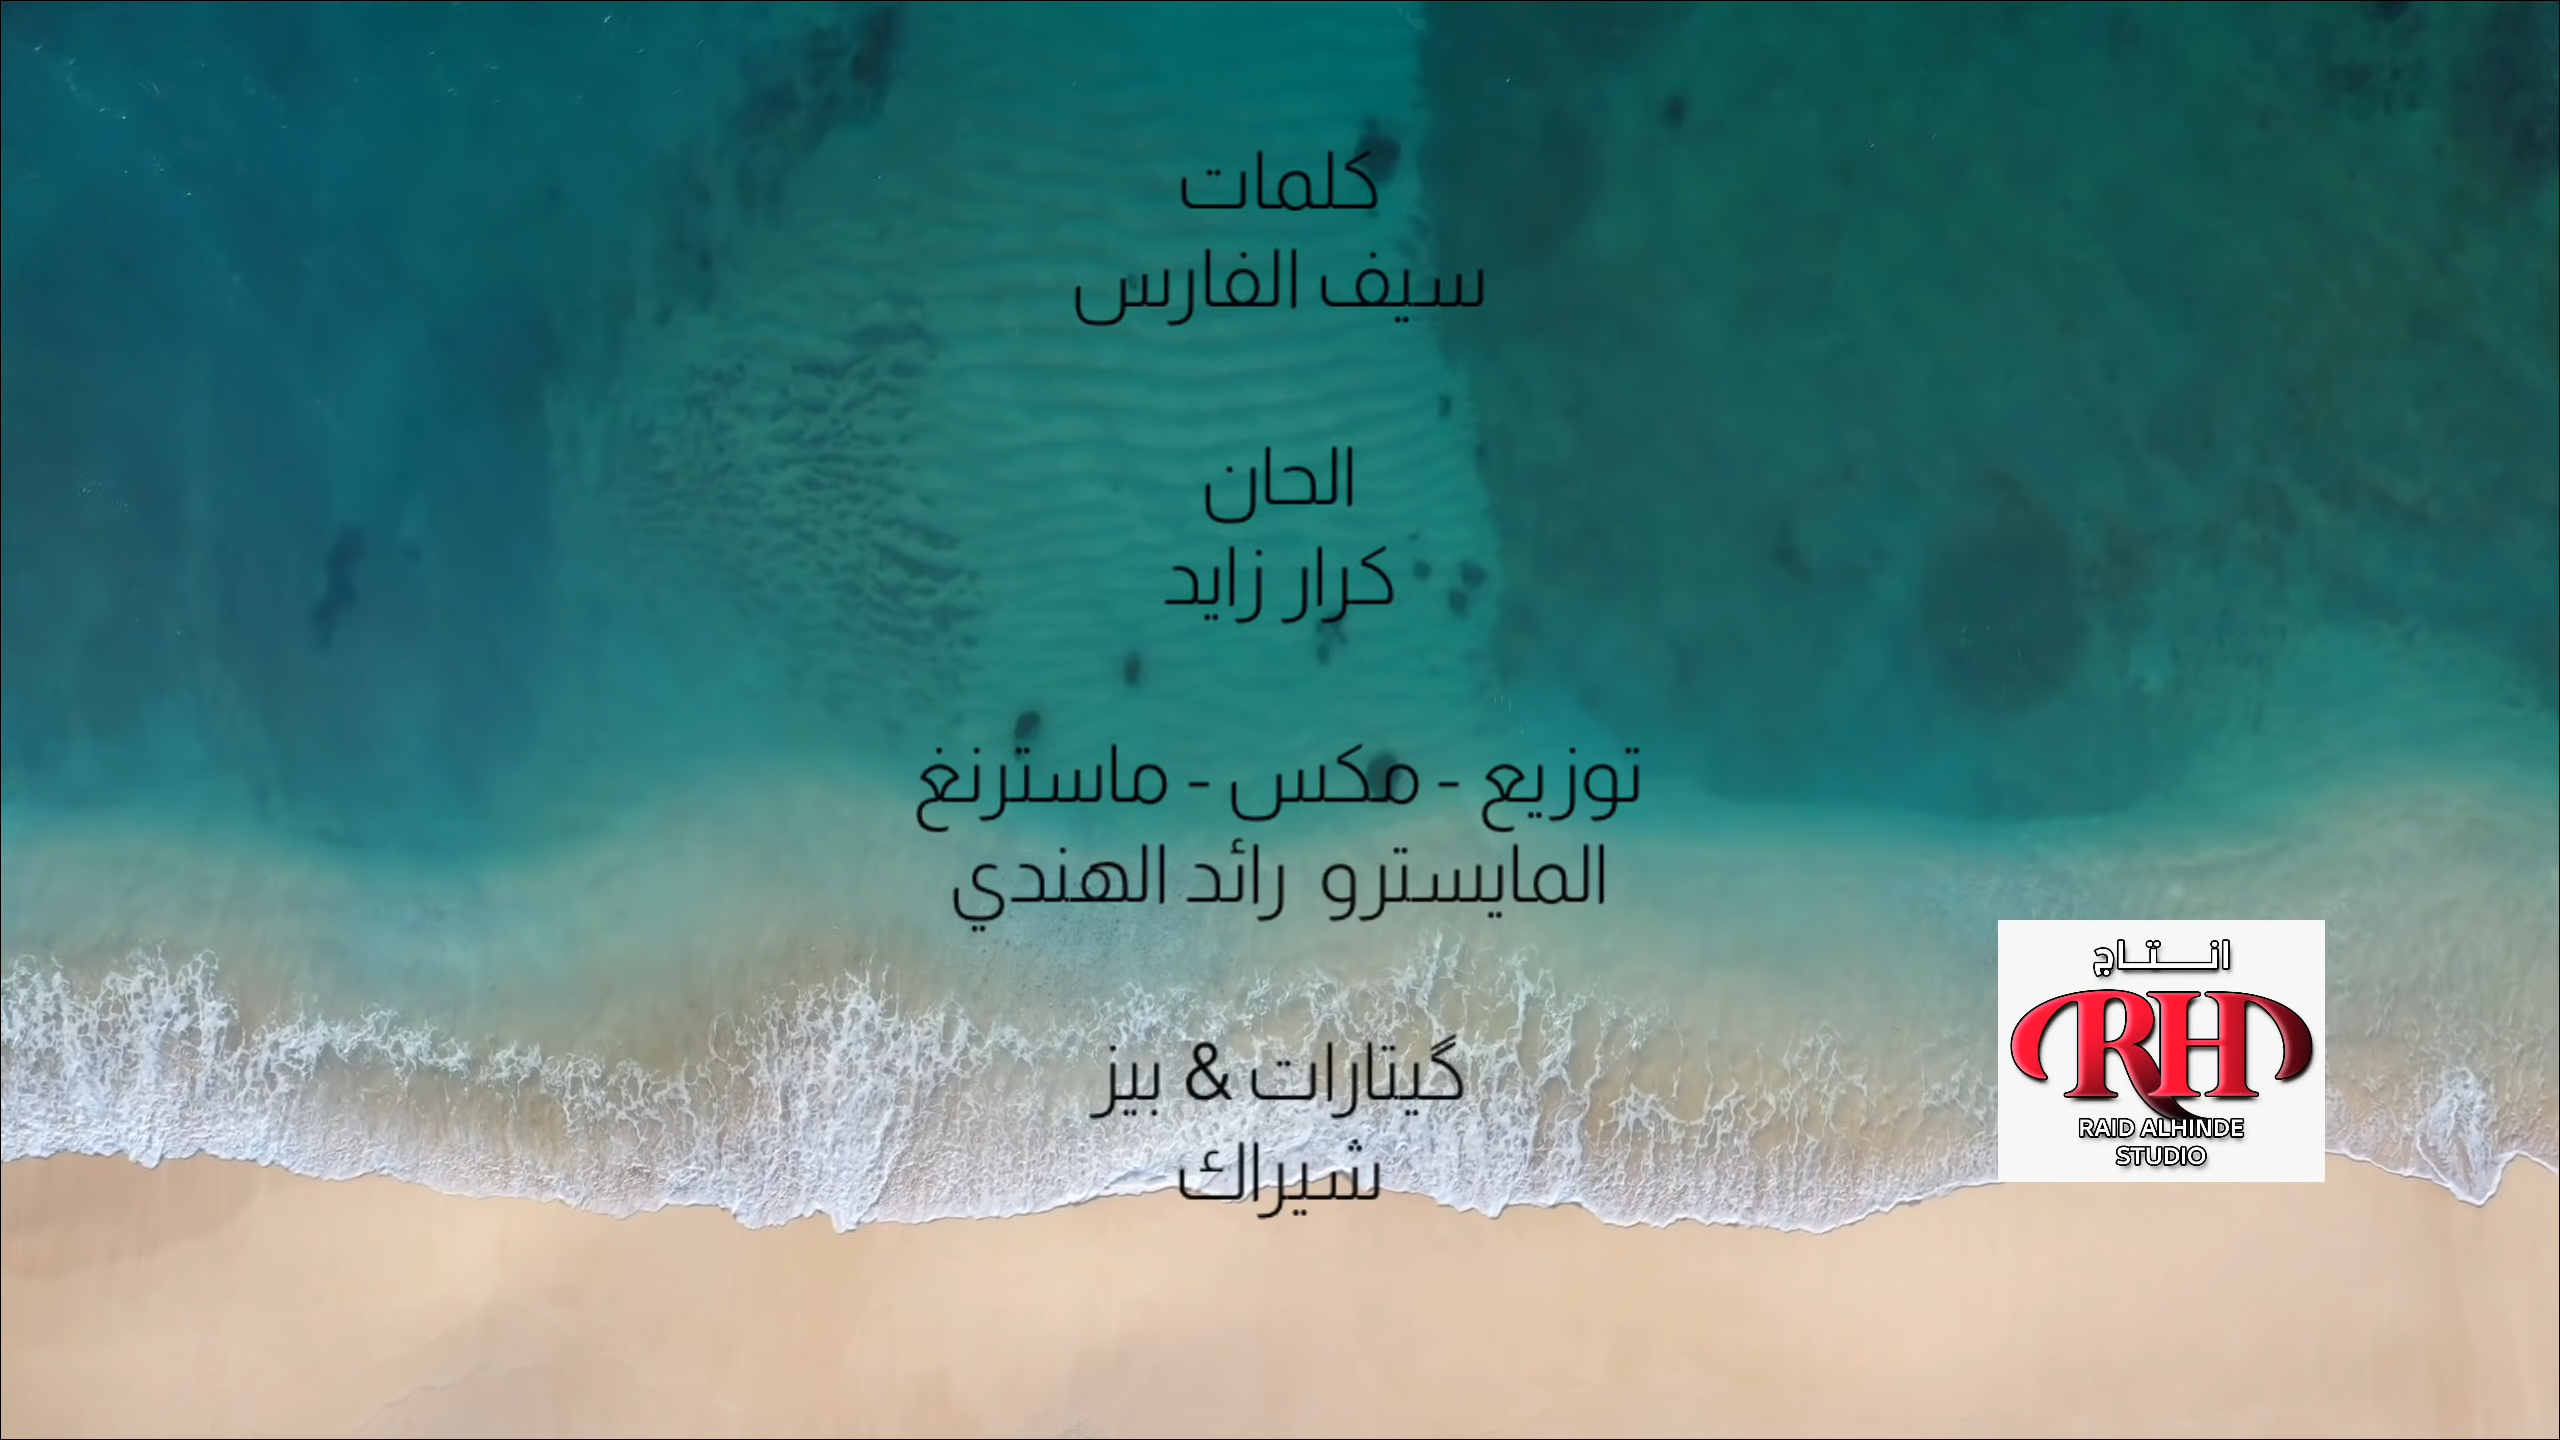 كلمات
سيف الفارس
الحان
كرار زايد
توزيع - مكس - ماسترنغ
المايسترو رائد الهندي
گيتارات & بيز
شيراك
انـــتـــاج
RH
RAID ALHINDE
STUDIO